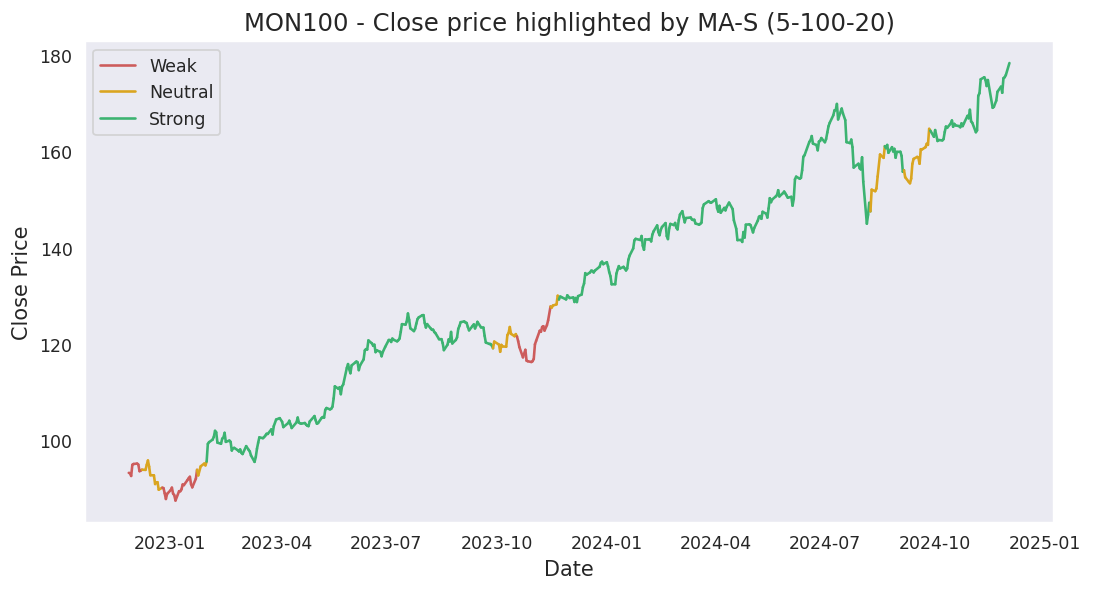 MON100 - Close price highlighted by MA-S (5-100-20)
Weak
Neutral
Strong
Close Price
180
160
140
120
100
2023-01 2023-04 2023-07 2023-10 2024-01 2024-04 2024-07 2024-10 2025-01
Date